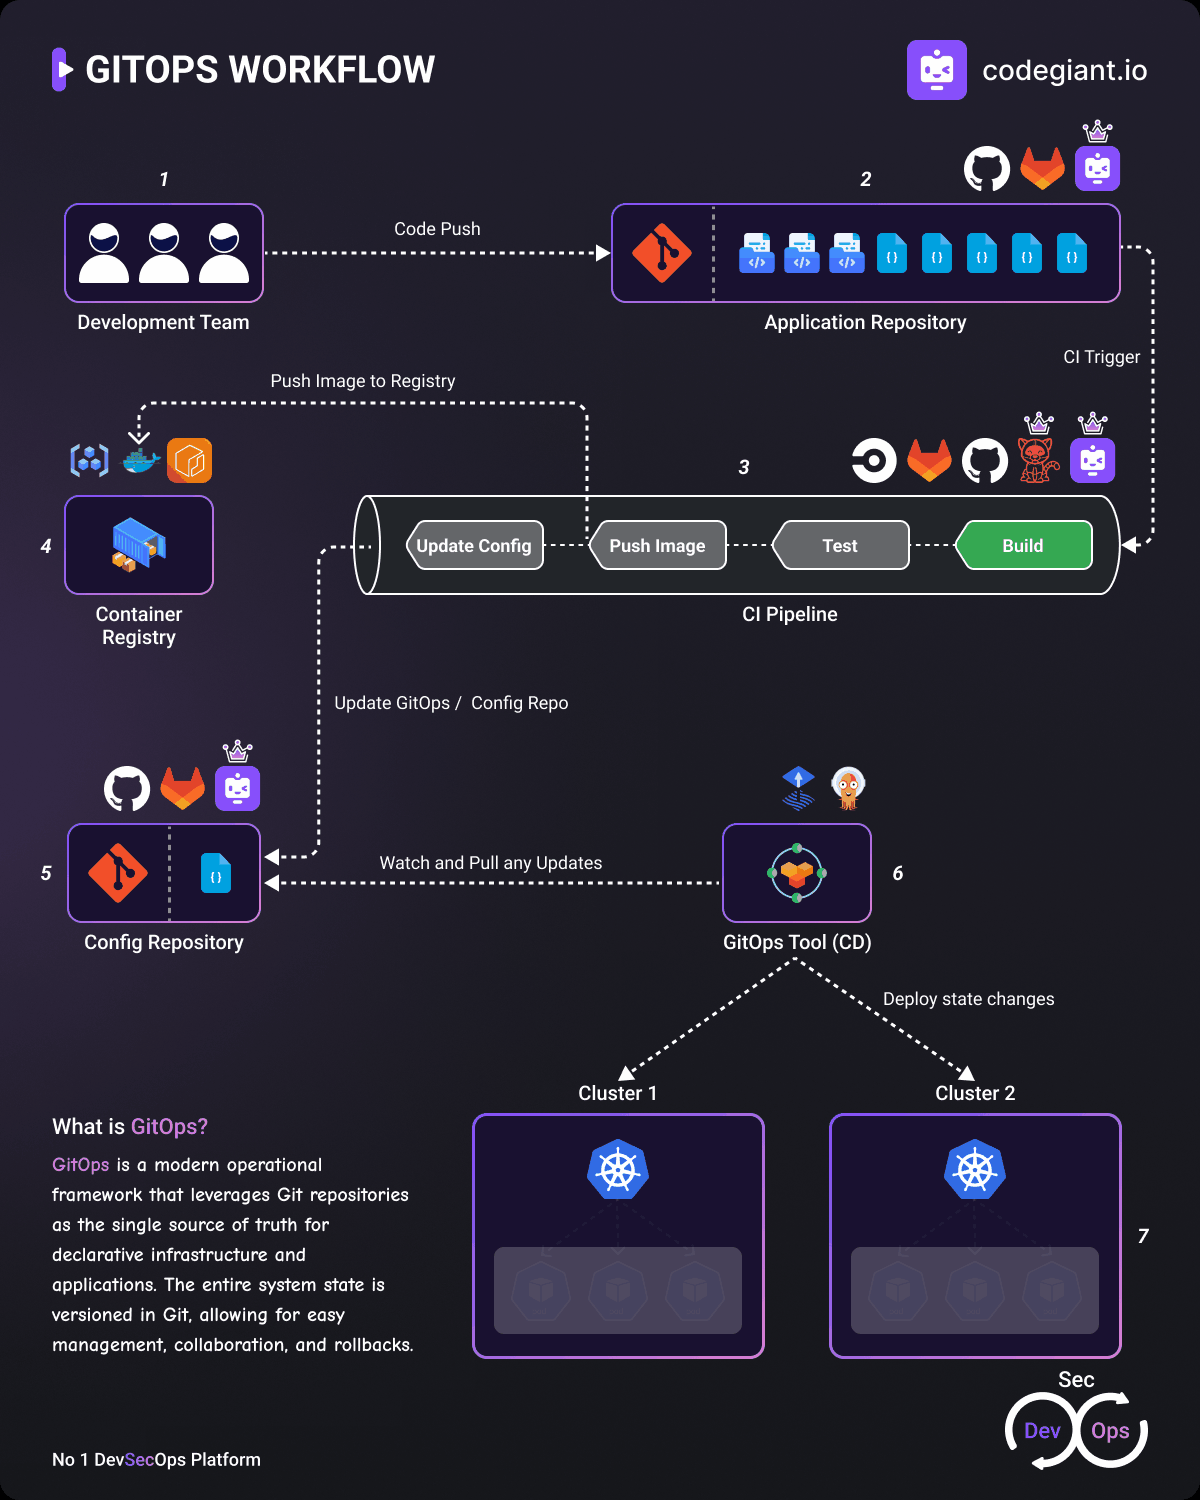 GITOPS WORKFLOW
codegiant.io
1
2
Code Push
Development Team
Application Repository
CI Trigger
Push Image to Registry
3
4
Update Config
Push Image
Test
Build
Container
Registry
CI Pipeline
Update GitOps / Config Repo
5
Watch and Pull any Updates
6
Config Repository
GitOps Tool (CD)
Deploy state changes
Cluster 1
Cluster 2
7
What is GitOps?
GitOps is a modern operational
framework that leverages Git repositories
as the single source of truth for
declarative infrastructure and
applications. The entire system state is
versioned in Git, allowing for easy
management, collaboration, and rollbacks.
Sec
Dev
Ops
No 1 DevSecOps Platform